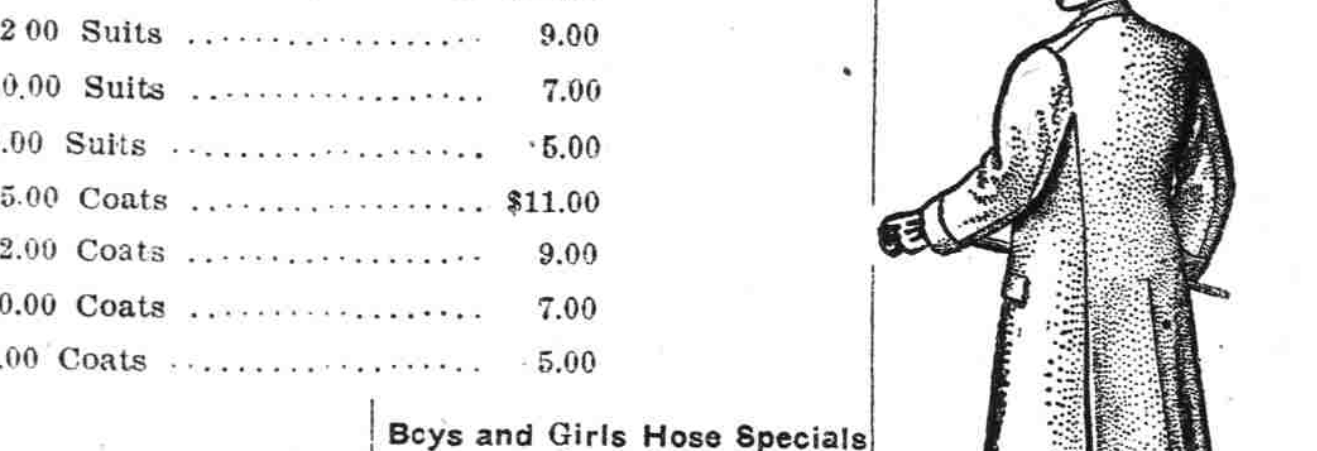 2 00 Suits .................. 9.00
0.00 Suits .................. 7.00
.00 Suits .................. 5.00
5.00 Coats .................. $11.00
2.00 Coats .................. 9.00
0.00 Coats .................. 7.00
.00 Coats .................. 5.00
Boys and Girls Hose Specials